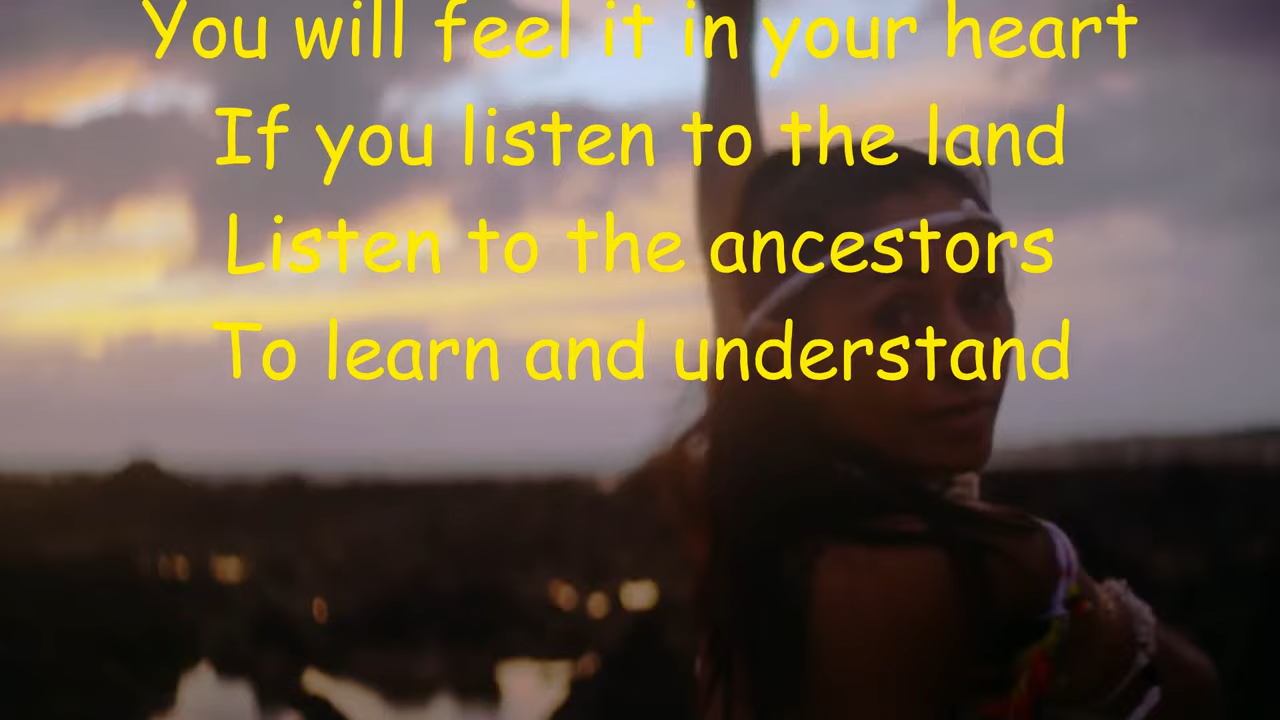 You will feel it in your heart
If you listen to the land
Listen to the ancestors
To learn and understand